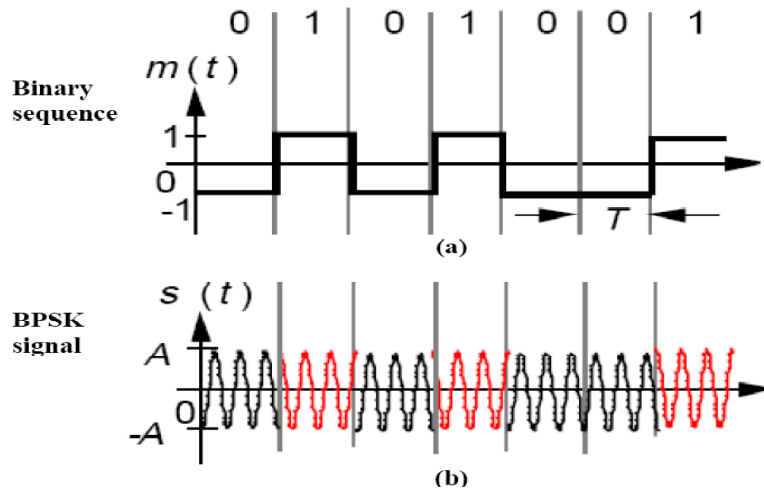 0 1 0 1 0 0 1
m (t)
Binary
sequence
1
0
-1
T
(a)
s (t)
BPSK
signal
A
0
-A
(b)